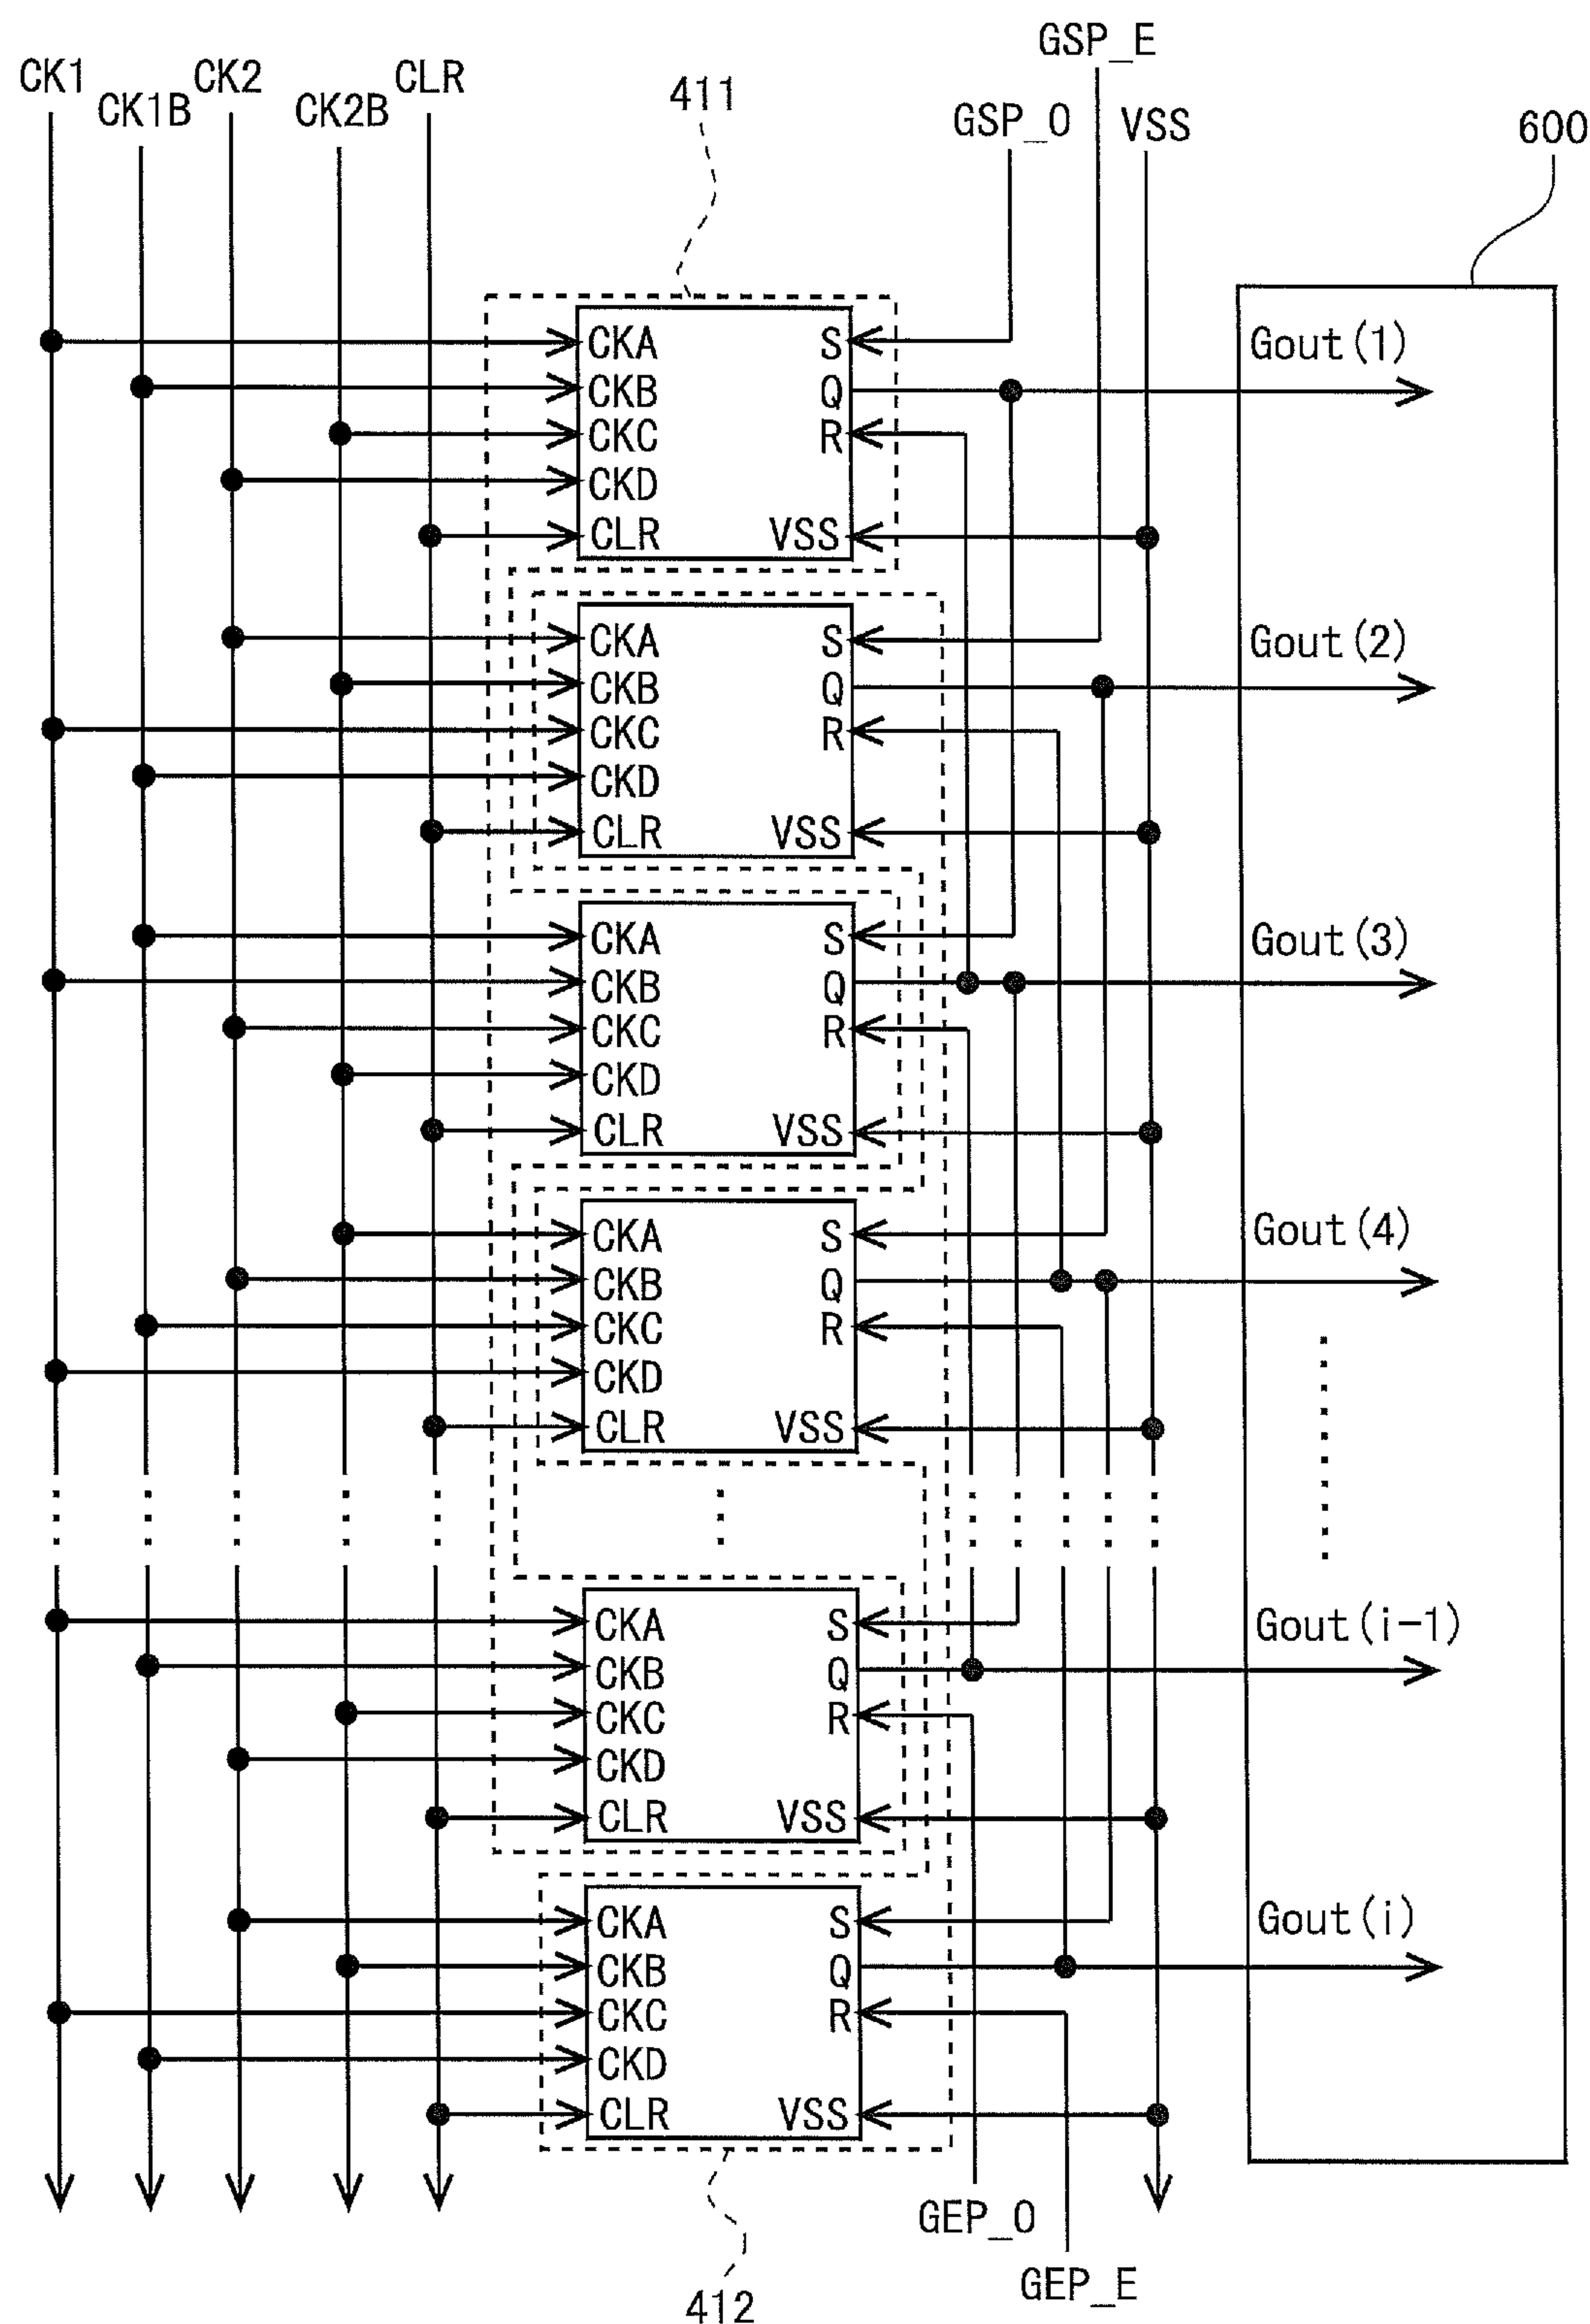 GSP_E
CK1 CK2 CLR
411
CK1B CK2B
GSP_O VSS
600
CKA S Gout(1)
CKB Q
CKC R
CKD
CLR VSS
CKA S Gout(2)
CKB Q
CKC R
CKD
CLR VSS
CKA S Gout(3)
CKB Q
CKC R
CKD
CLR VSS
CKA S Gout(4)
CKB Q
CKC R
CKD
CLR VSS
CKA S Gout(i-1)
CKB Q
CKC R
CKD
CLR VSS
CKA S Gout(i)
CKB Q
CKC R
CKD
CLR VSS
GEP_O
GEP_E
412